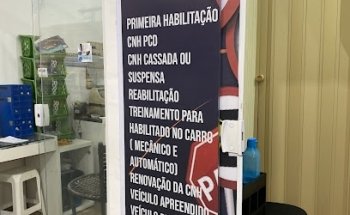 PRIMEIRA HABILITAÇÃO
CNH PCD
CNH CASSADA OU
SUSPENSA
REABILITAÇÃO
TREINAMENTO PARA
HABILITADO NO CARRO
( MECÂNICO E
AUTOMÁTICO)
RENOVAÇÃO DA CNH
VEÍCULO APREENDIDO
VEÍCULO